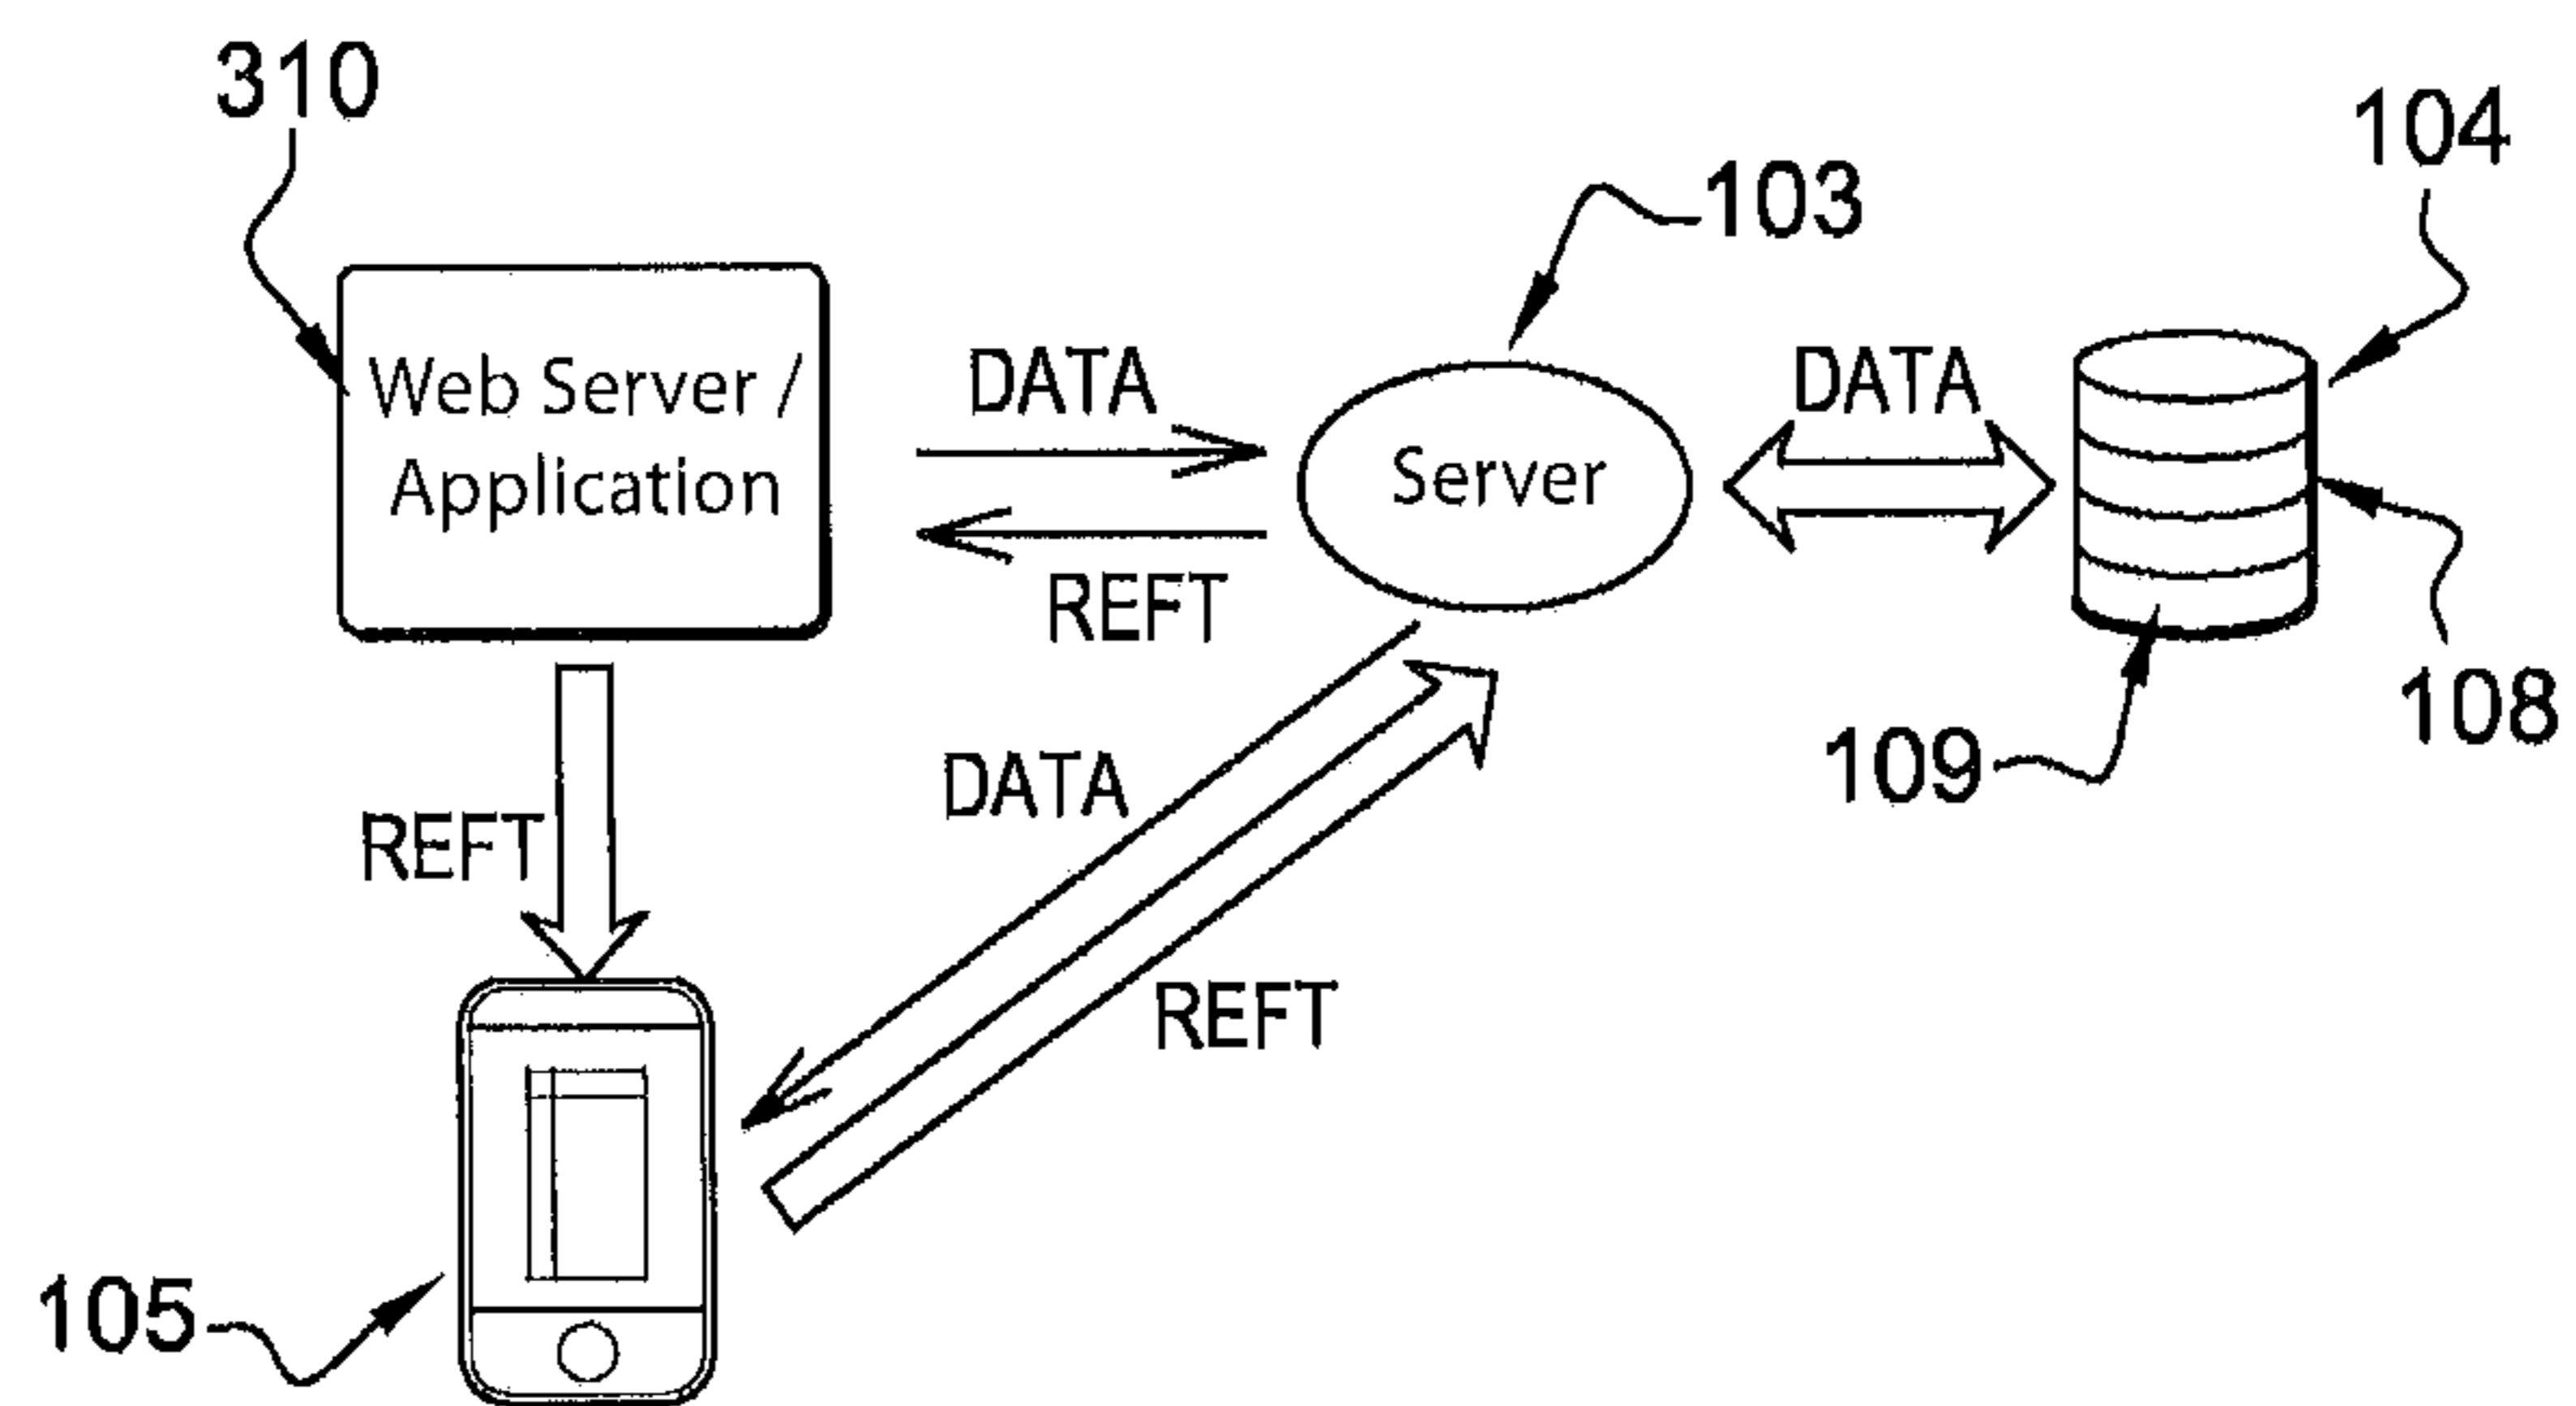 310
104
103
Web Server /
Application
DATA
DATA
Server
REFT
108
109
DATA
REFT
REFT
105